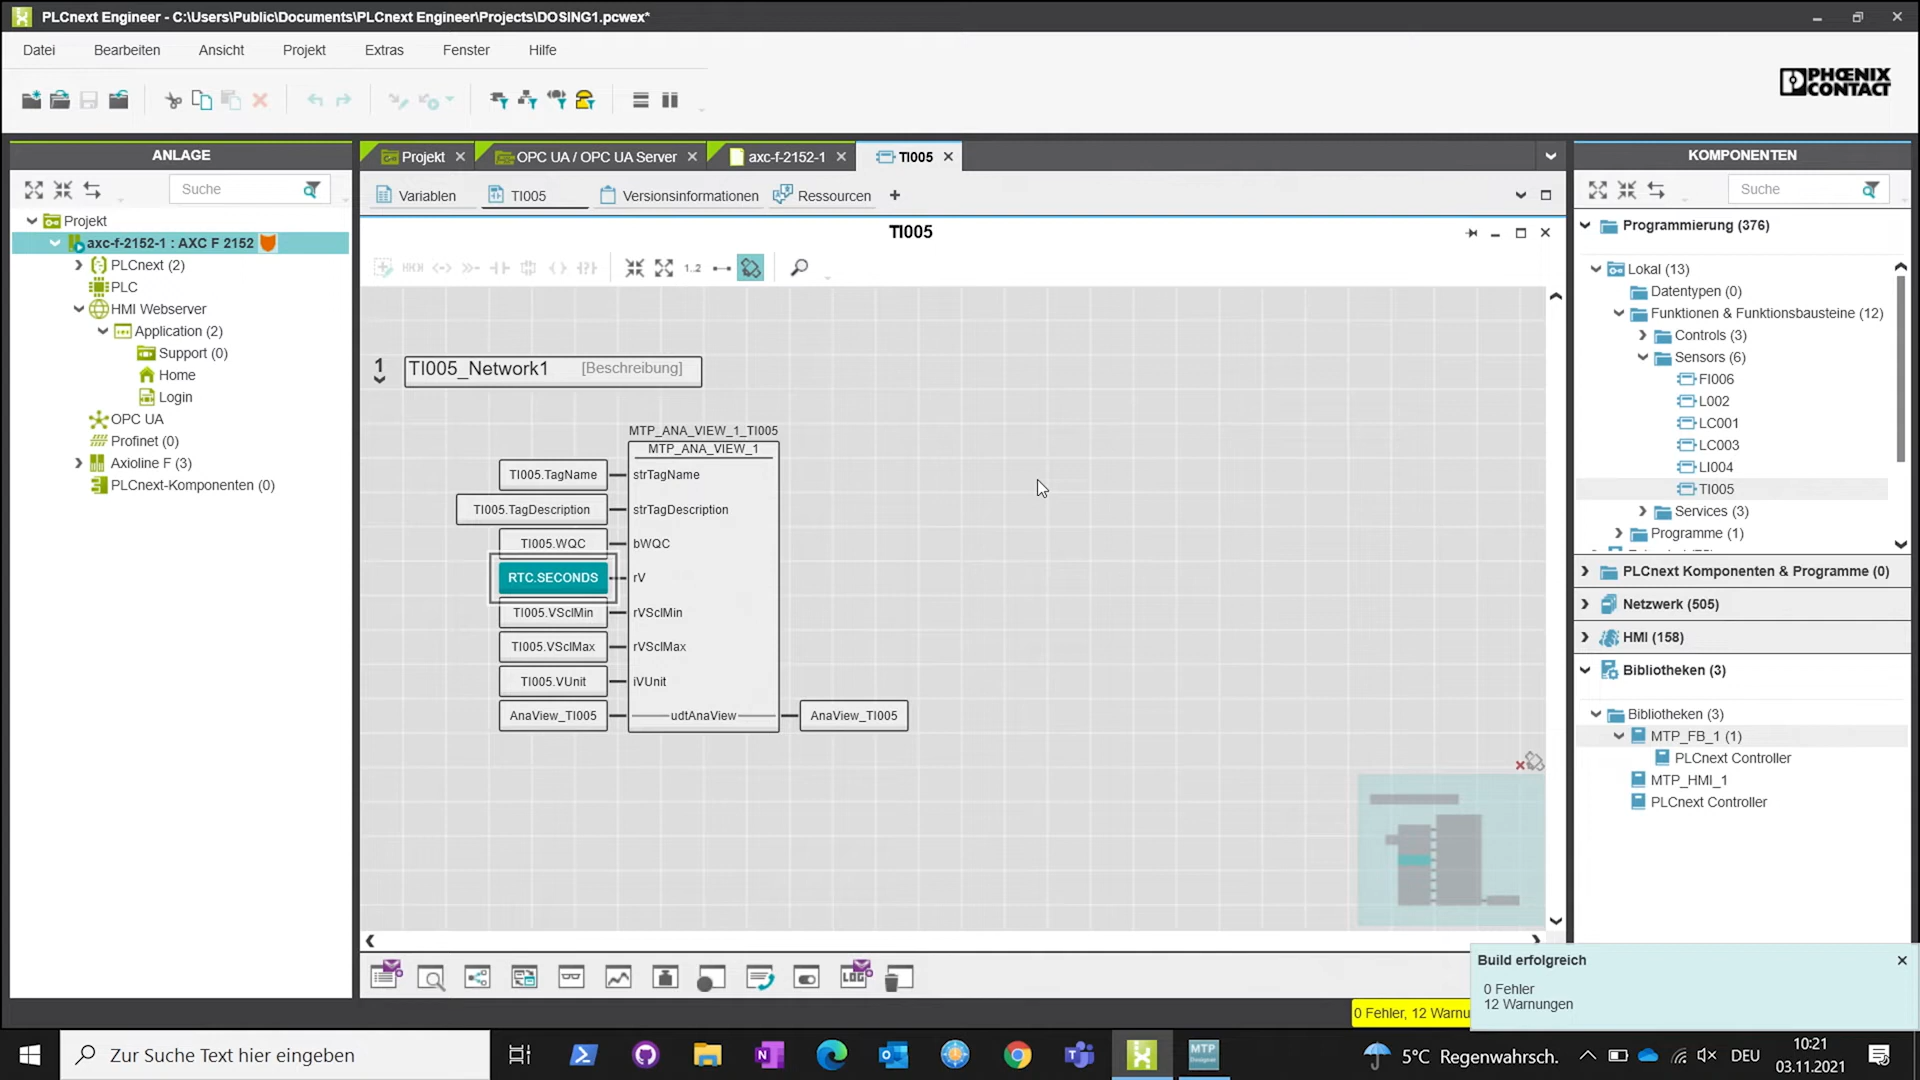 PLCnext Engineer - C:\Users\Public\Documents\PLCnext Engineer\Projects\DOSING1.pcwex*
Datei Bearbeiten Ansicht Projekt Extras Fenster Hilfe
PHŒNIX
CONTACT
ANLAGE
Suche
Projekt
axc-f-2152-1 : AXC F 2152
PLCnext (2)
PLC
HMI Webserver
Application (2)
Support (0)
Home
Login
OPC UA
Profinet (0)
Axioline F (3)
PLCnext-Komponenten (0)
Projekt OPC UA / OPC UA Server axc-f-2152-1 TI005
Variablen TI005 Versionsinformationen Ressourcen
TI005
1..2
1
TI005_Network1 [Beschreibung]
MTP_ANA_VIEW_1_TI005
MTP_ANA_VIEW_1
TI005.TagName strTagName
TI005.TagDescription strTagDescription
TI005.WQC bWQC
RTC.SECONDS rV
TI005.VSclMin rVSclMin
TI005.VSclMax rVSclMax
TI005.VUnit iVUnit
AnaView_TI005 udtAnaView AnaView_TI005
LOG
KOMPONENTEN
Suche
Programmierung (376)
Lokal (13)
Datentypen (0)
Funktionen & Funktionsbausteine (12)
Controls (3)
Sensors (6)
FI006
L002
LC001
LC003
LI004
TI005
Services (3)
Programme (1)
PLCnext Komponenten & Programme (0)
Netzwerk (505)
HMI (158)
Bibliotheken (3)
Bibliotheken (3)
MTP_FB_1 (1)
PLCnext Controller
MTP_HMI_1
PLCnext Controller
Build erfolgreich
0 Fehler
12 Warnungen
0 Fehler, 12 Warnu
Zur Suche Text hier eingeben
MTP
5°C Regenwahrsch.
DEU
10:21
03.11.2021